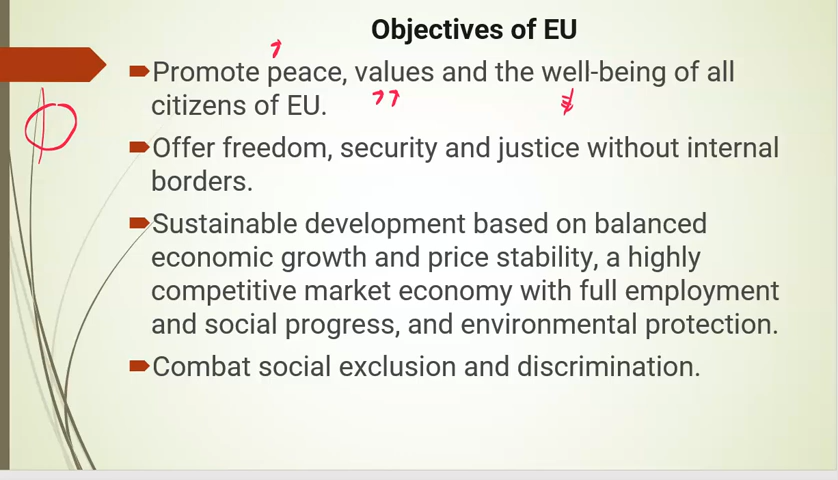 Objectives of EU
Promote peace, values and the well-being of all
citizens of EU.
Offer freedom, security and justice without internal
borders.
Sustainable development based on balanced
economic growth and price stability, a highly
competitive market economy with full employment
and social progress, and environmental protection.
Combat social exclusion and discrimination.